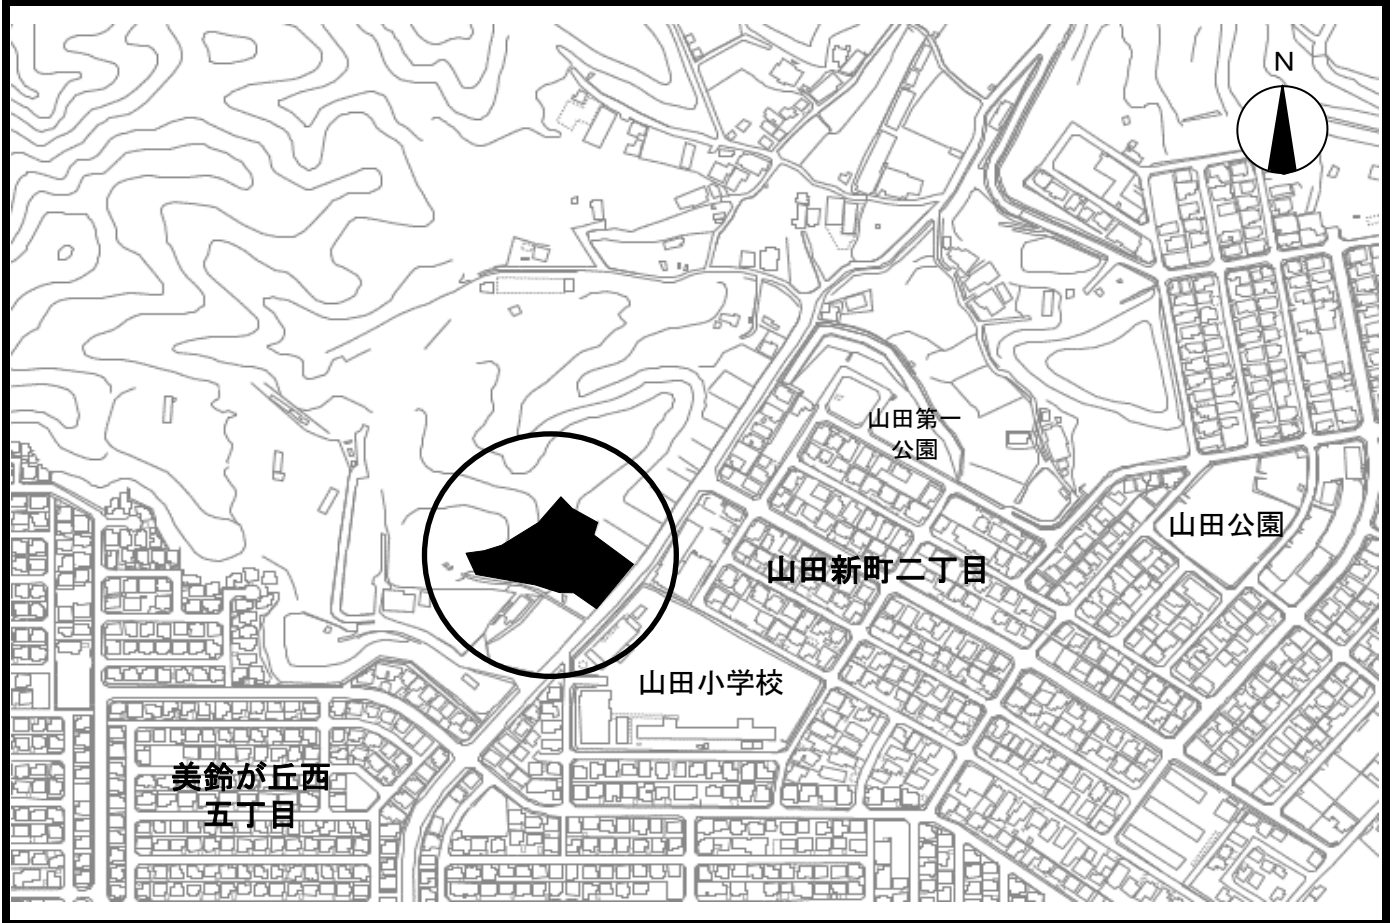 N
山田第一
公園
山田公園
山田新町二丁目
山田小学校
美鈴が丘西
五丁目